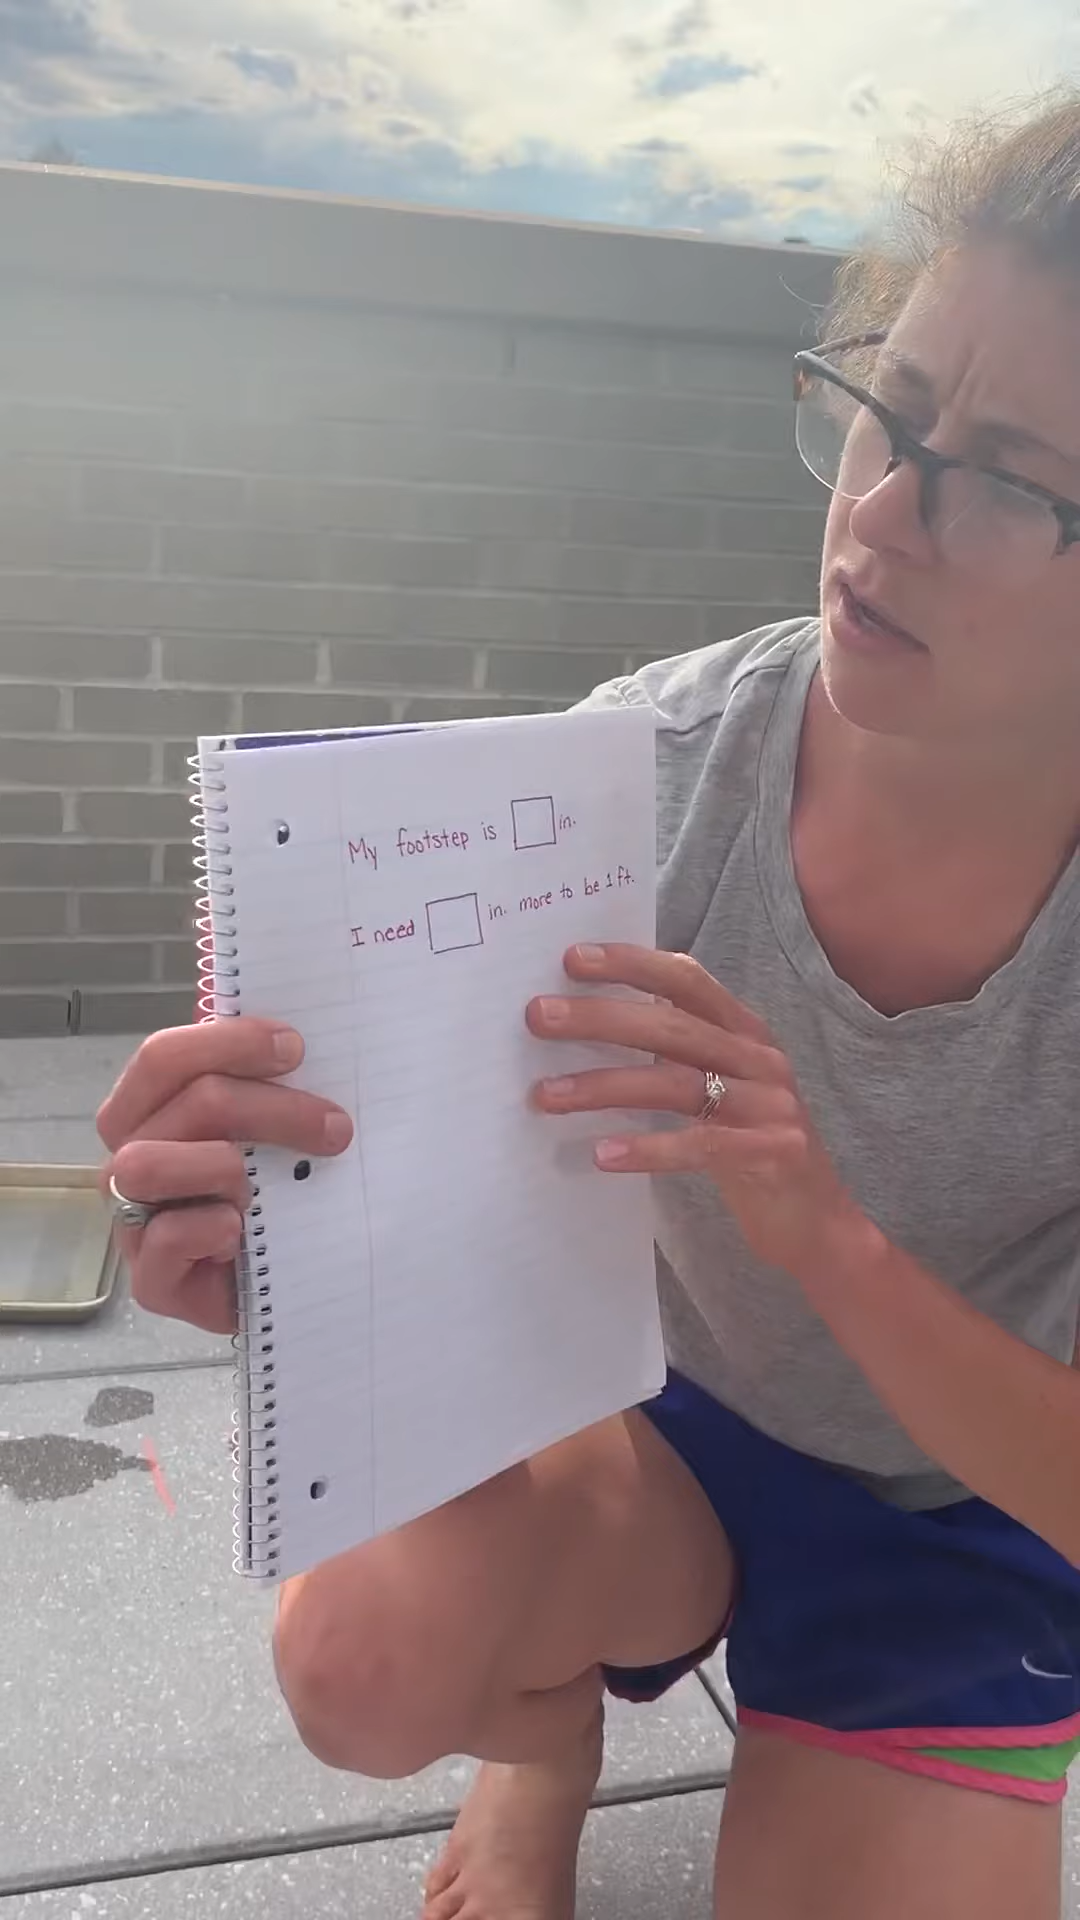 My footstep is □ in.
I need □ in. more to be 1 ft.